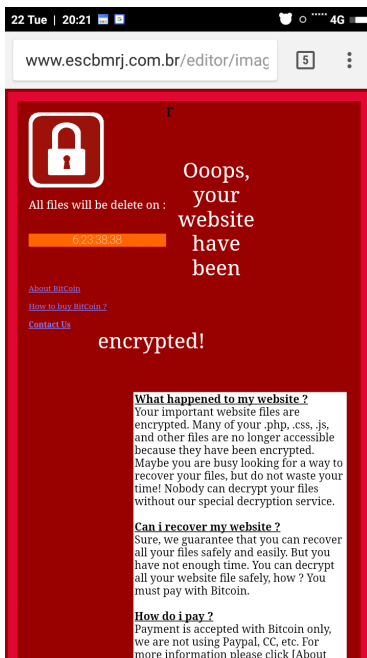 22 Tue | 20:21
4G
www.escbmrj.com.br/editor/imag
5
T
Ooops,
your
website
have
been
encrypted!
All files will be delete on :
6:23:38:38
About BitCoin
How to buy BitCoin ?
Contact Us
What happened to my website ?
Your important website files are
encrypted. Many of your .php, .css, .js,
and other files are no longer accessible
because they have been encrypted.
Maybe you are busy looking for a way to
recover your files, but do not waste your
time! Nobody can decrypt your files
without our special decryption service.
Can i recover my website ?
Sure, we guarantee that you can recover
all your files safely and easily. But you
have not enough time. You can decrypt
all your website file safely, how ? You
must pay with Bitcoin.
How do i pay ?
Payment is accepted with Bitcoin only,
we are not using Paypal, CC, etc. For
more information please click [About